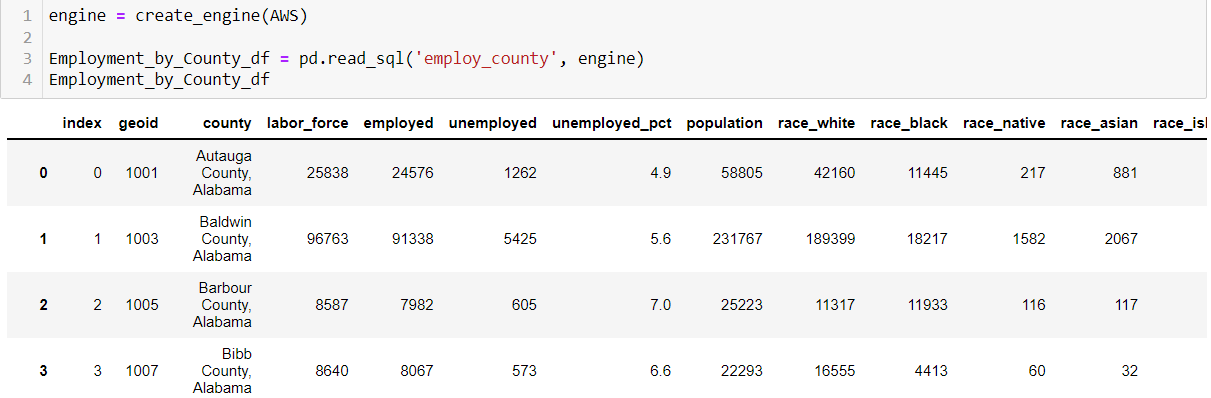 1 engine = create_engine(AWS)
2
3 Employment_by_County_df = pd.read_sql('employ_county', engine)
4 Employment_by_County_df
index geoid county labor_force employed unemployed unemployed_pct population race_white race_black race_native race_asian race_isl
0 0 1001 Autauga County, Alabama 25838 24576 1262 4.9 58805 42160 11445 217 881
1 1 1003 Baldwin County, Alabama 96763 91338 5425 5.6 231767 189399 18217 1582 2067
2 2 1005 Barbour County, Alabama 8587 7982 605 7.0 25223 11317 11933 116 117
3 3 1007 Bibb County, Alabama 8640 8067 573 6.6 22293 16555 4413 60 32